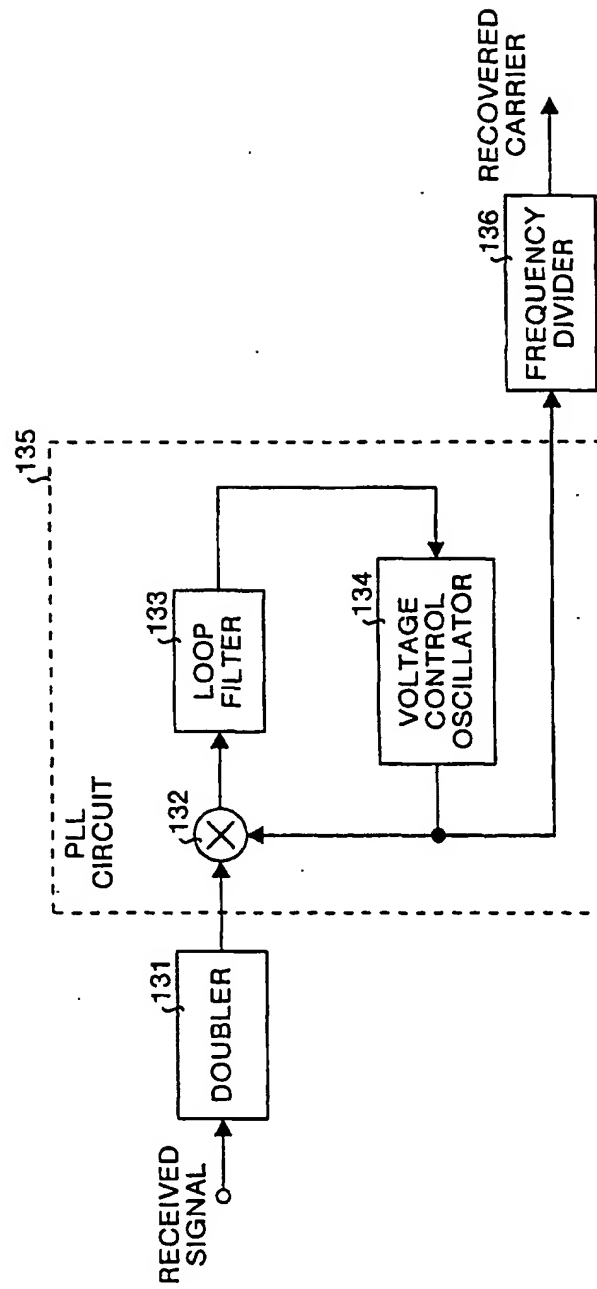 RECEIVED
SIGNAL
131
DOUBLER
135
PLL
CIRCUIT
132
133
LOOP
FILTER
134
VOLTAGE
CONTROL
OSCILLATOR
136
FREQUENCY
DIVIDER
RECOVERED
CARRIER